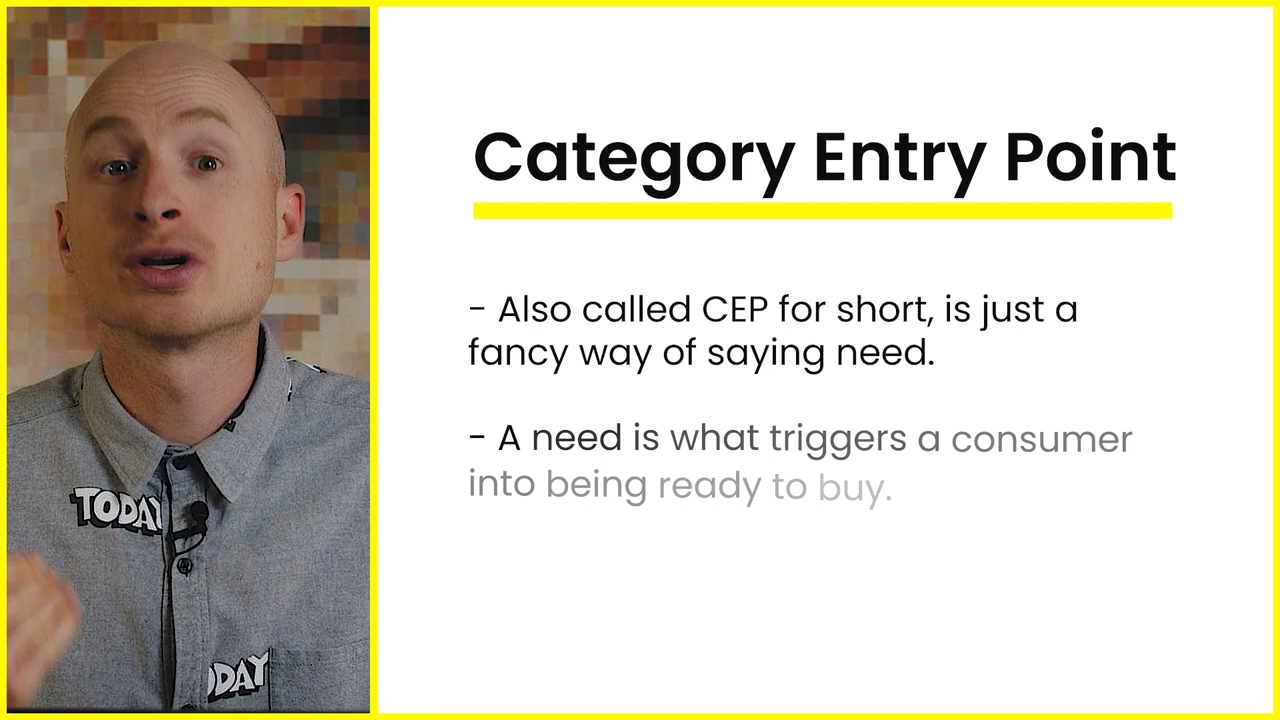 Category Entry Point
- Also called CEP for short, is just a
fancy way of saying need.
- A need is what triggers a consumer
into being ready to buy.
TODAY
ODAY